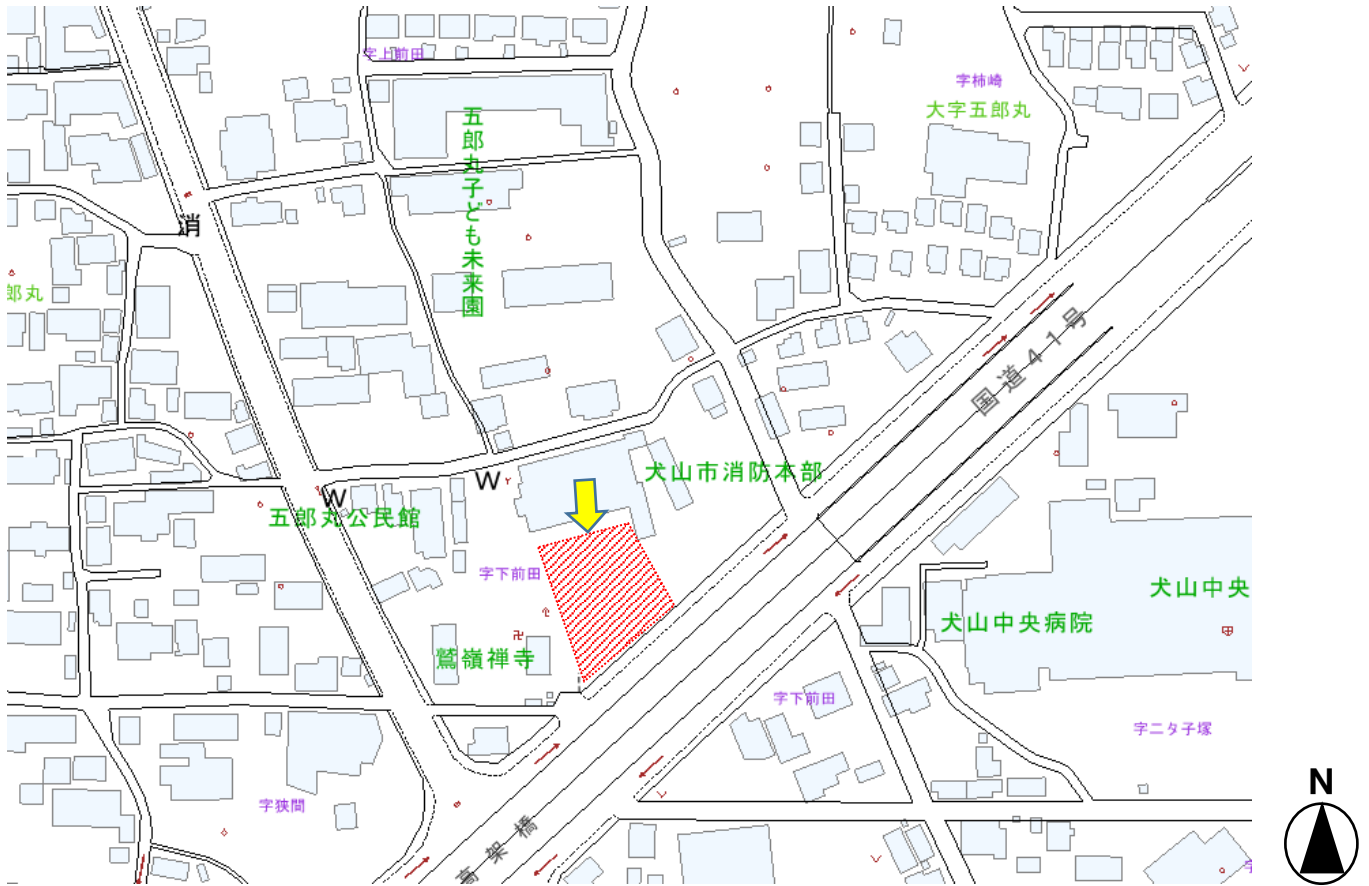 字上前田
字柿崎
大字五郎丸
五郎丸子ども未来園
消
郎丸
国道41号
W
W
犬山市消防本部
五郎丸公民館
字下前田
犬山中央
犬山中央病院
鷲嶺禅寺
字下前田
字二タ子塚
字狭間
高架橋
N